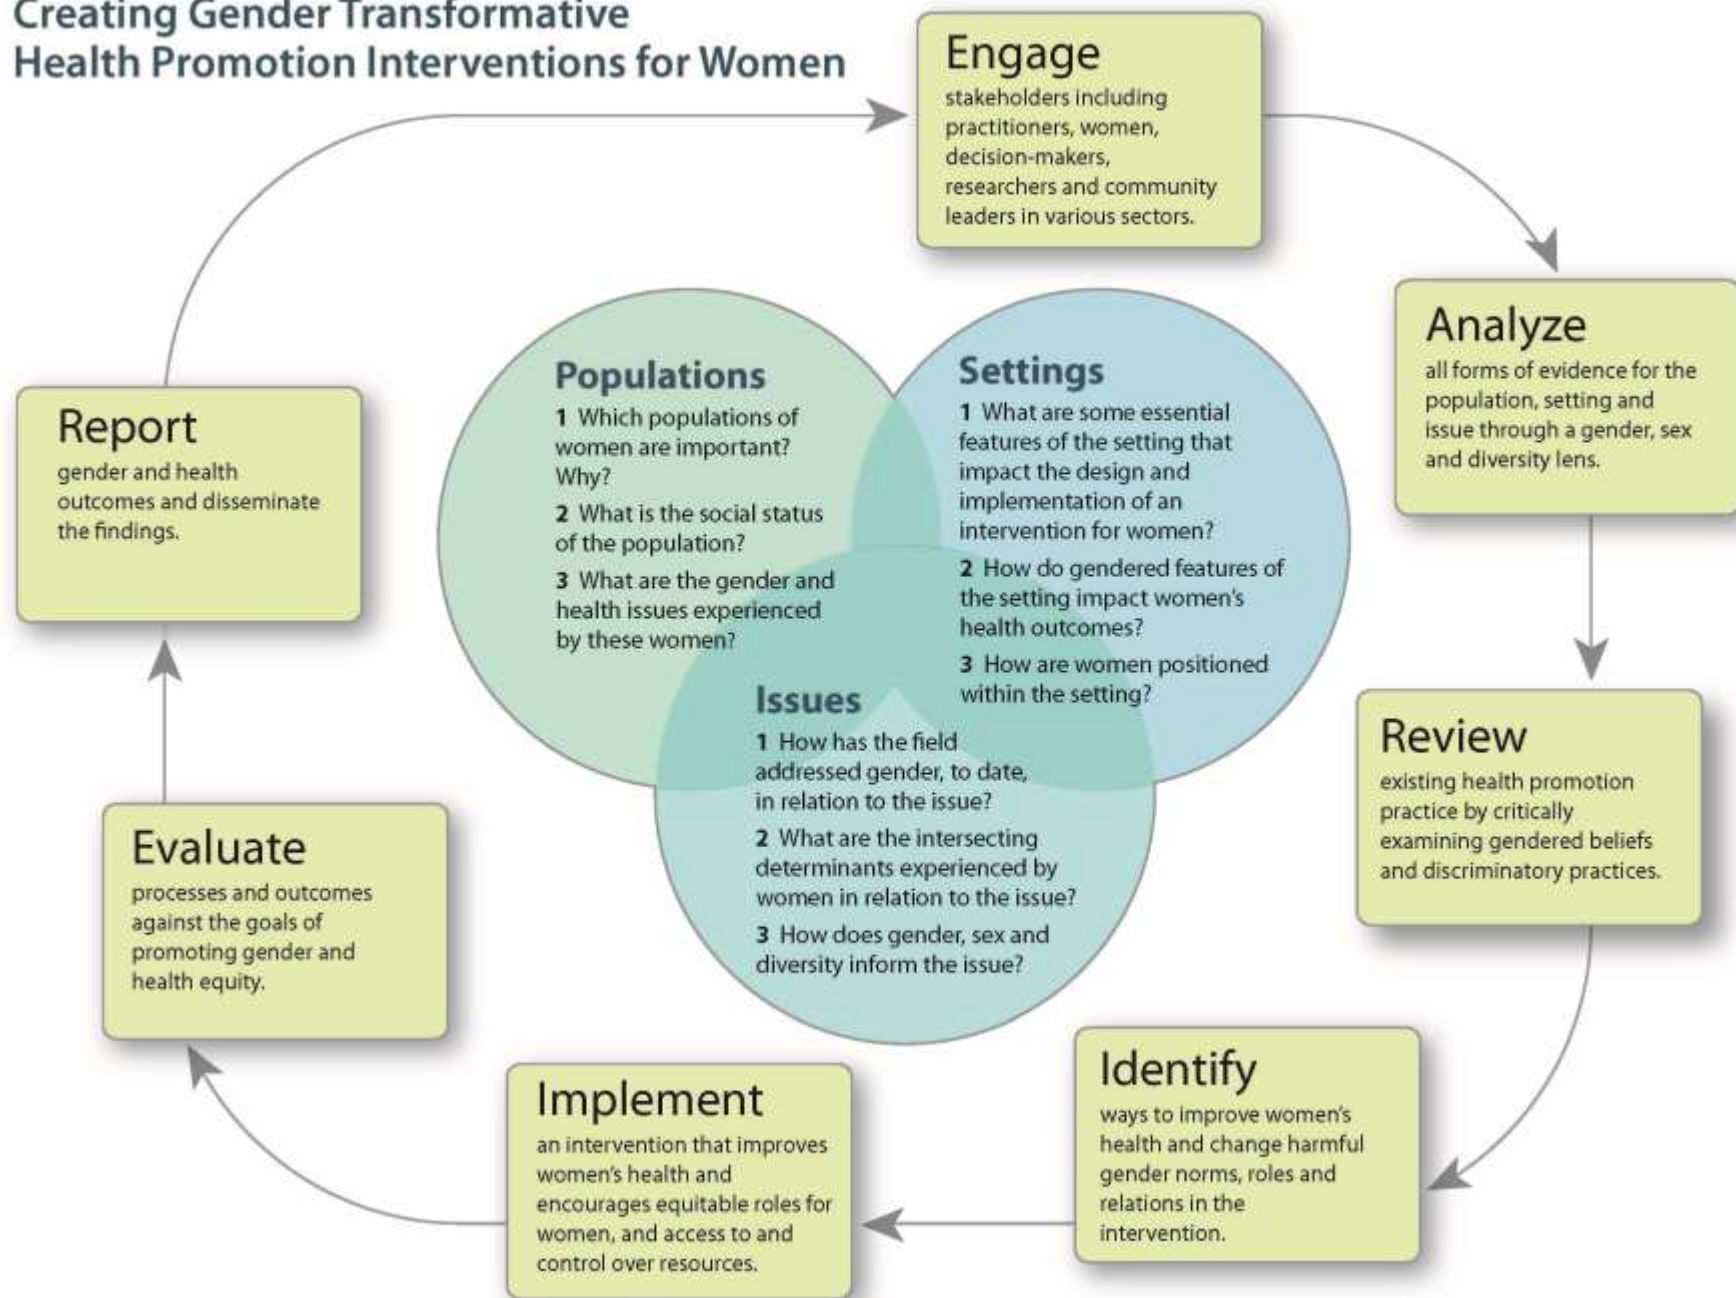 Creating Gender Transformative
Health Promotion Interventions for Women
Engage
stakeholders including
practitioners, women,
decision-makers,
researchers and community
leaders in various sectors.
Analyze
all forms of evidence for the
population, setting and
issue through a gender, sex
and diversity lens.
Review
existing health promotion
practice by critically
examining gendered beliefs
and discriminatory practices.
Identify
ways to improve women's
health and change harmful
gender norms, roles and
relations in the
intervention.
Implement
an intervention that improves
women's health and
encourages equitable roles for
women, and access to and
control over resources.
Evaluate
processes and outcomes
against the goals of
promoting gender and
health equity.
Report
gender and health
outcomes and disseminate
the findings.
Populations
1 Which populations of
women are important?
Why?
2 What is the social status
of the population?
3 What are the gender and
health issues experienced
by these women?
Settings
1 What are some essential
features of the setting that
impact the design and
implementation of an
intervention for women?
2 How do gendered features of
the setting impact women's
health outcomes?
3 How are women positioned
within the setting?
Issues
1 How has the field
addressed gender, to date,
in relation to the issue?
2 What are the intersecting
determinants experienced by
women in relation to the issue?
3 How does gender, sex and
diversity inform the issue?